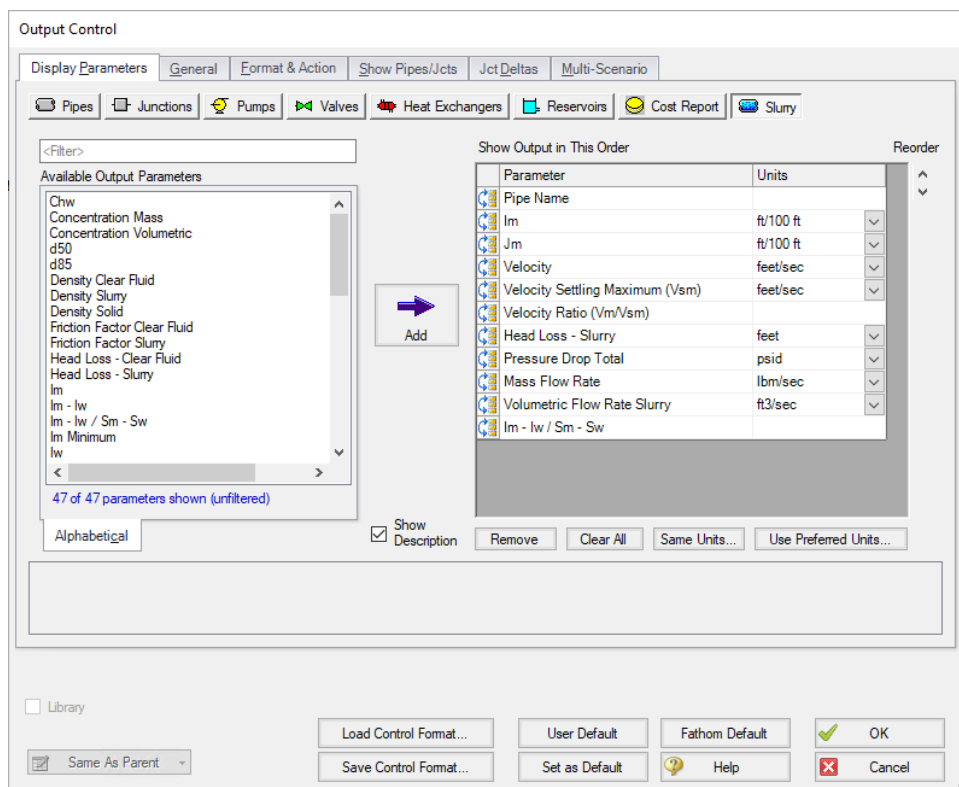 Output Control
Display Parameters General Format & Action Show Pipes/Jcts Jct Deltas Multi-Scenario
Pipes Junctions Pumps Valves Heat Exchangers Reservoirs Cost Report Slurry
<Filter>
Available Output Parameters
Chw
Concentration Mass
Concentration Volumetric
d50
d85
Density Clear Fluid
Density Slurry
Density Solid
Friction Factor Clear Fluid
Friction Factor Slurry
Head Loss - Clear Fluid
Head Loss - Slurry
Im
Im - Iw
Im - Iw / Sm - Sw
Im Minimum
Iw
47 of 47 parameters shown (unfiltered)
Alphabetical
Add
Show
Description
Show Output in This Order Reorder
Parameter Units
Pipe Name
Im ft/100 ft
Jm ft/100 ft
Velocity feet/sec
Velocity Settling Maximum (Vsm) feet/sec
Velocity Ratio (Vm/Vsm)
Head Loss - Slurry feet
Pressure Drop Total psid
Mass Flow Rate lbm/sec
Volumetric Flow Rate Slurry ft3/sec
Im - Iw / Sm - Sw
Remove Clear All Same Units... Use Preferred Units...
Library
Same As Parent
Load Control Format... User Default Fathom Default OK
Save Control Format... Set as Default Help Cancel